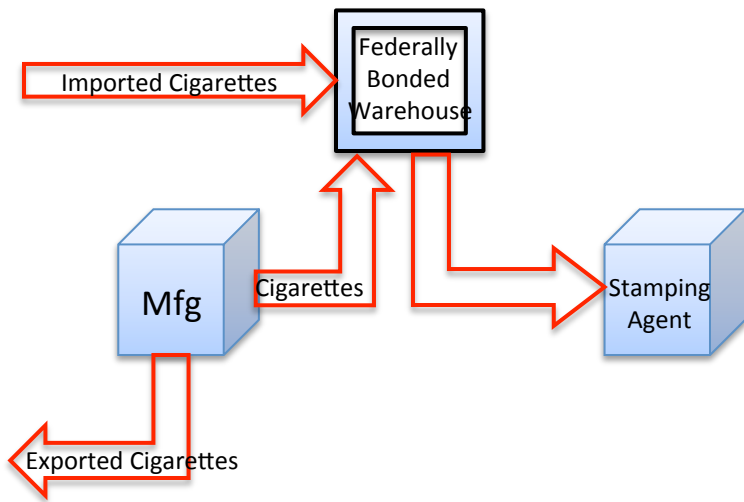 Federally
Bonded
Warehouse
Imported Cigarettes
Mfg
Cigarettes
Stamping
Agent
Exported Cigarettes